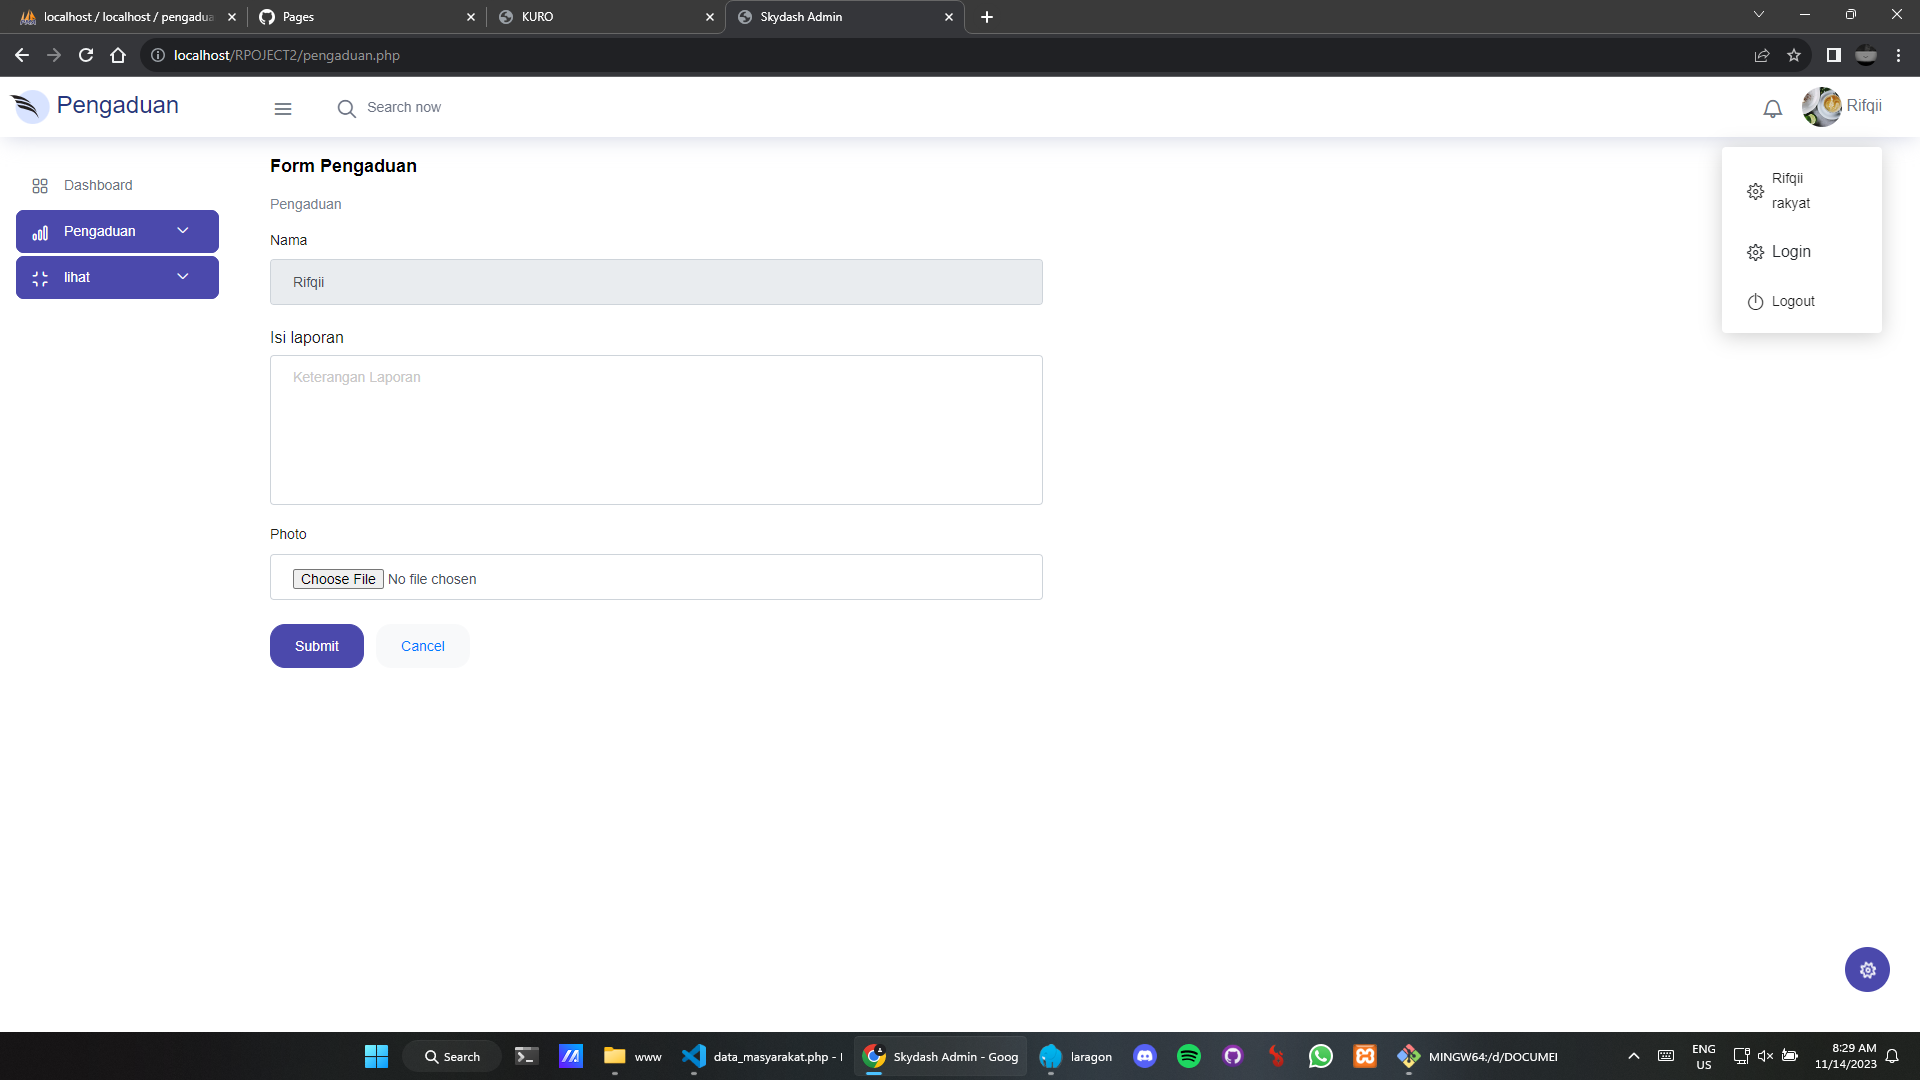 localhost / localhost / pengadua
Pages
KURO
Skydash Admin
localhost/RPOJECT2/pengaduan.php
Pengaduan
Search now
Rifqii
Form Pengaduan
Rifqii
rakyat
Dashboard
Pengaduan
Pengaduan
Nama
Login
lihat
Rifqii
Logout
Isi laporan
Keterangan Laporan
Photo
Choose File No file chosen
Submit
Cancel
Search
www
data_masyarakat.php - I
Skydash Admin - Goog
laragon
MINGW64:/d/DOCUMEI
ENG
US
8:29 AM
11/14/2023